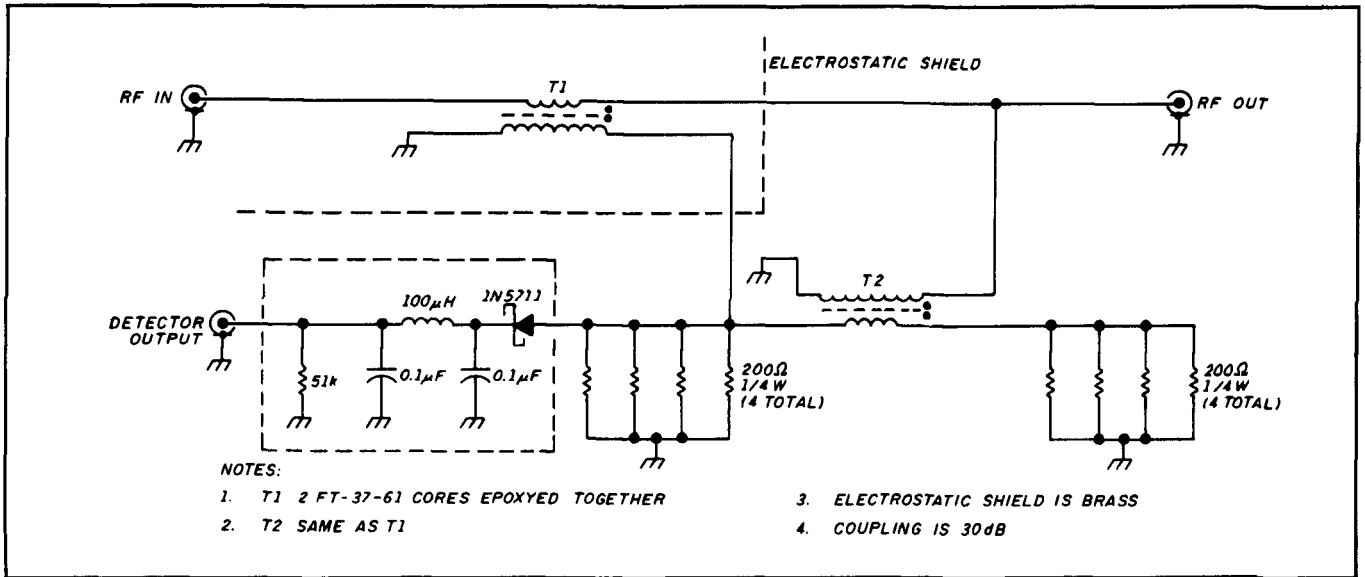 ELECTROSTATIC SHIELD
T1
RF IN
RF OUT
T2
100µH
1N5711
DETECTOR
OUTPUT
51k
0.1µF
0.1µF
200Ω
1/4W
(4 TOTAL)
200Ω
1/4W
(4 TOTAL)
NOTES:
1. T1 2 FT-37-61 CORES EPOXYED TOGETHER
2. T2 SAME AS T1
3. ELECTROSTATIC SHIELD IS BRASS
4. COUPLING IS 30dB